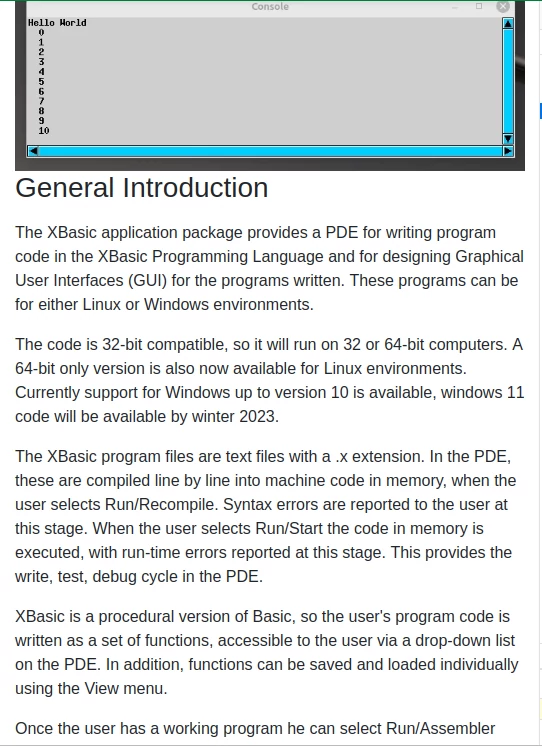 Console
Hello World
0
1
2
3
4
5
6
7
8
9
10
General Introduction
The XBasic application package provides a PDE for writing program
code in the XBasic Programming Language and for designing Graphical
User Interfaces (GUI) for the programs written. These programs can be
for either Linux or Windows environments.
The code is 32-bit compatible, so it will run on 32 or 64-bit computers. A
64-bit only version is also now available for Linux environments.
Currently support for Windows up to version 10 is available, windows 11
code will be available by winter 2023.
The XBasic program files are text files with a .x extension. In the PDE,
these are compiled line by line into machine code in memory, when the
user selects Run/Recompile. Syntax errors are reported to the user at
this stage. When the user selects Run/Start the code in memory is
executed, with run-time errors reported at this stage. This provides the
write, test, debug cycle in the PDE.
XBasic is a procedural version of Basic, so the user's program code is
written as a set of functions, accessible to the user via a drop-down list
on the PDE. In addition, functions can be saved and loaded individually
using the View menu.
Once the user has a working program he can select Run/Assembler